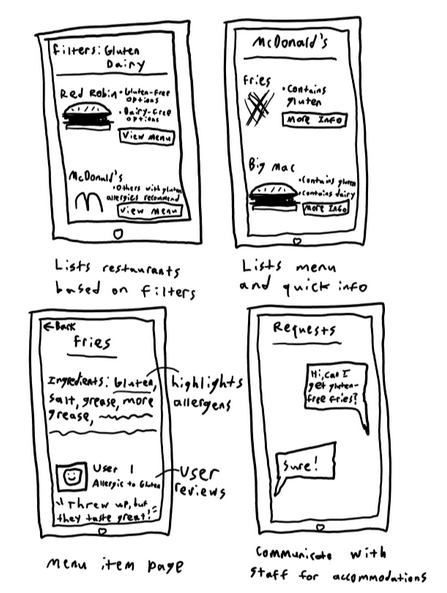 Filters: Gluten
Dairy
Red Robin
• Gluten-Free
options
• Dairy-Free
options
View Menu
McDonald's
• Others with gluten
allergies recommend
View Menu
Lists restaurants
based on filters
McDonald's
Fries
• Contains
gluten
More Info
Big Mac
• Contains gluten
• contains dairy
More Info
Lists menu
and quick info
← Back
Fries
Ingredients: Gluten,
salt, grease, more
grease,
highlights
allergens
User 1
Allergic to Gluten
"Threw up, but
they taste great!"
User
reviews
Menu item page
Requests
Hi, can I
get gluten-
free fries?
Sure!
Communicate with
staff for accommodations